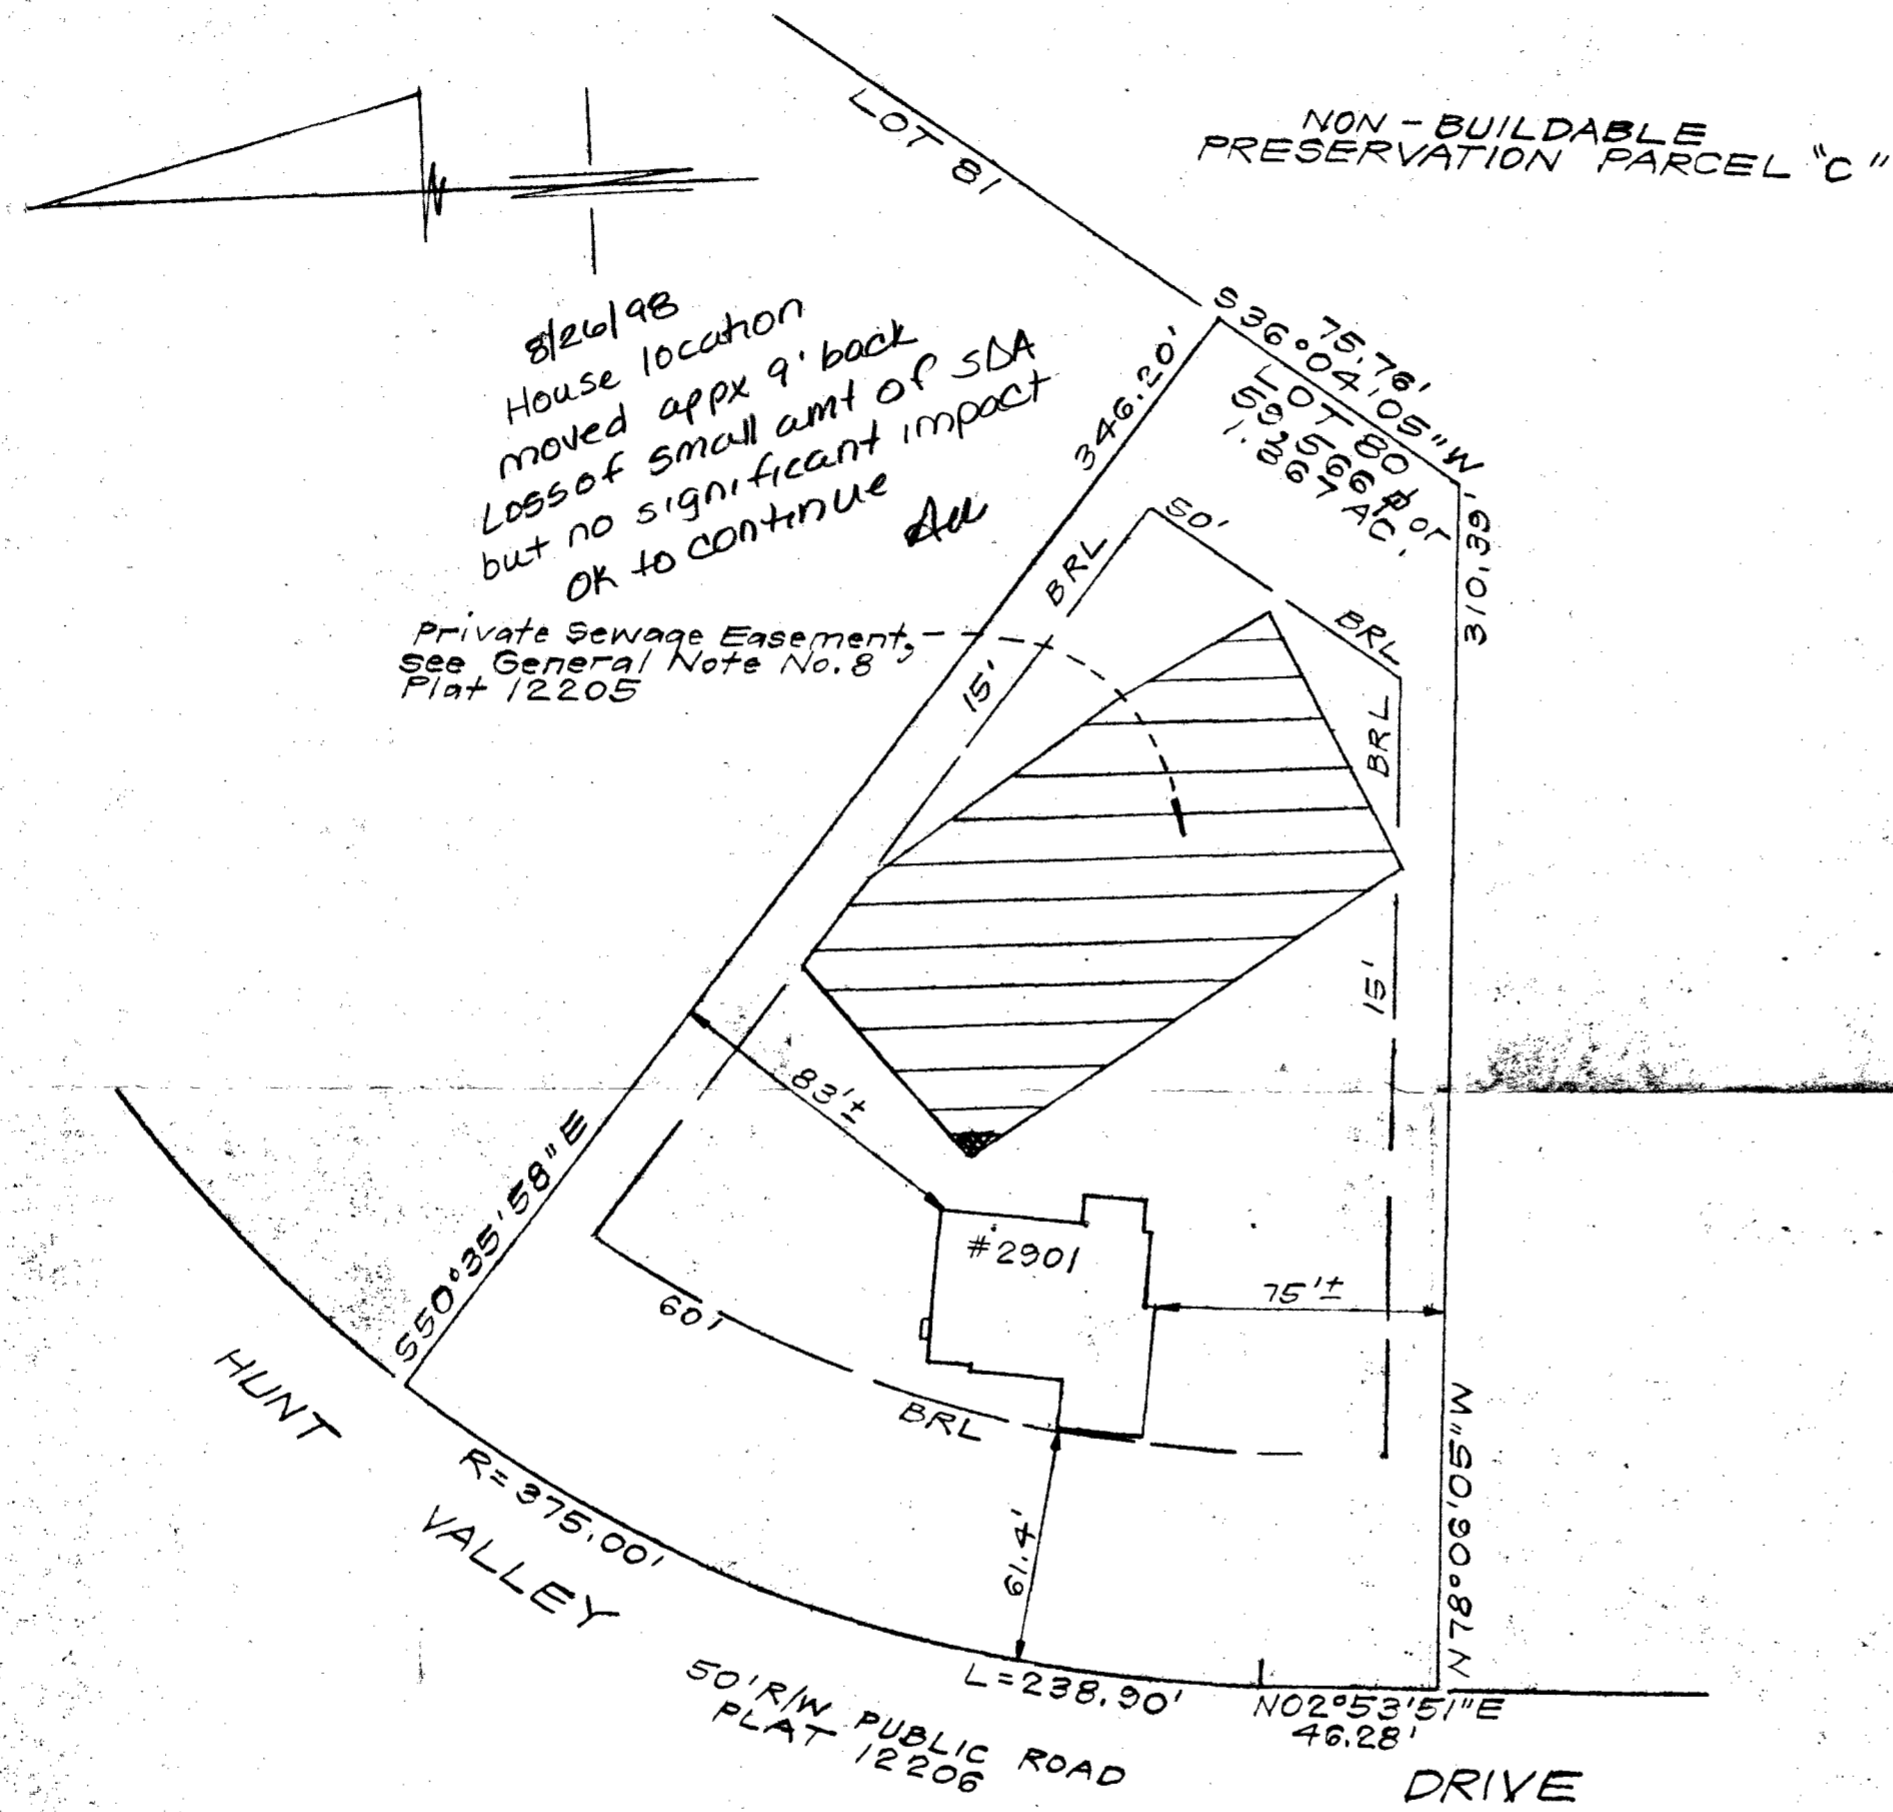 LOT 81
NON-BUILDABLE
PRESERVATION PARCEL "C"
N
8/26/98
House location
moved appx 9' back
Loss of small amt of SDA
but no significant impact
OK to continue
S36°04'05"W
75.76'
LOT 80
or
AC.
346.20'
310.39'
50'
BRL
BRL
BRL
15'
15'
Private Sewage Easement,
see General Note No. 8
Plat 12205
83'±
#2901
75'±
60'
BRL
61.4'
S50°35'58"E
N78°06'05"W
R=375.00'
L=238.90'
N02°53'51"E
46.28'
HUNT
VALLEY
DRIVE
50' R/W PUBLIC ROAD
PLAT 12206